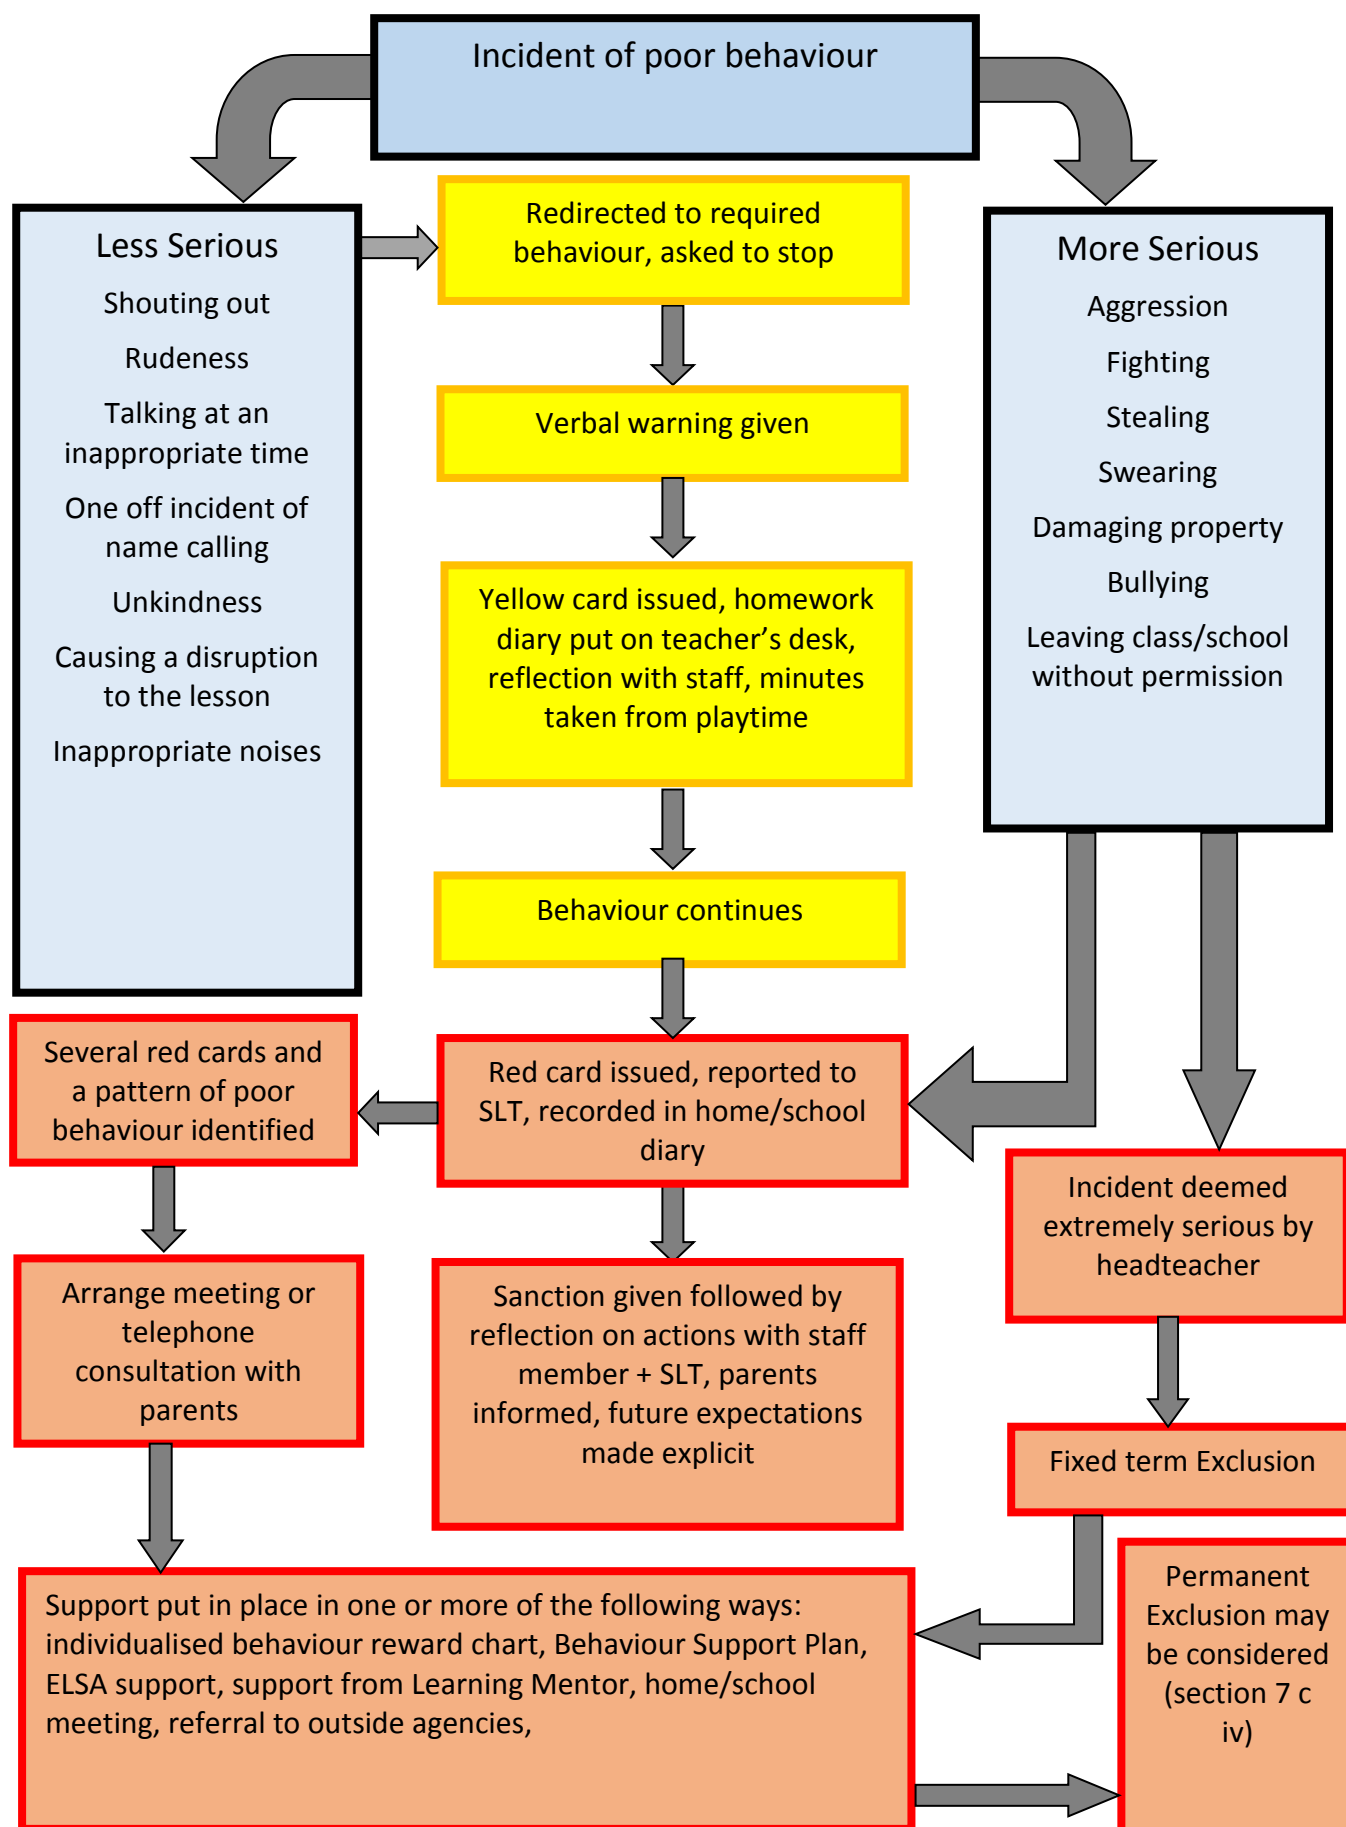 Incident of poor behaviour
Less Serious
Shouting out
Rudeness
Talking at an
inappropriate time
One off incident of
name calling
Unkindness
Causing a disruption
to the lesson
Inappropriate noises
Redirected to required
behaviour, asked to stop
Verbal warning given
Yellow card issued, homework
diary put on teacher’s desk,
reflection with staff, minutes
taken from playtime
Behaviour continues
More Serious
Aggression
Fighting
Stealing
Swearing
Damaging property
Bullying
Leaving class/school
without permission
Several red cards and
a pattern of poor
behaviour identified
Red card issued, reported to
SLT, recorded in home/school
diary
Incident deemed
extremely serious by
headteacher
Arrange meeting or
telephone
consultation with
parents
Sanction given followed by
reflection on actions with staff
member + SLT, parents
informed, future expectations
made explicit
Fixed term Exclusion
Support put in place in one or more of the following ways:
individualised behaviour reward chart, Behaviour Support Plan,
ELSA support, support from Learning Mentor, home/school
meeting, referral to outside agencies,
Permanent
Exclusion may
be considered
(section 7 c
iv)